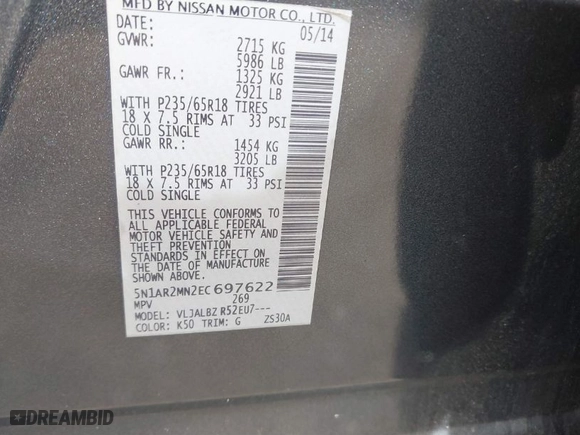 MFD BY NISSAN MOTOR CO., LTD.
DATE: 05/14
GVWR: 2715 KG
5986 LB
GAWR FR.: 1325 KG
2921 LB
WITH P235/65R18 TIRES
18 X 7.5 RIMS AT 33 PSI
COLD SINGLE
GAWR RR.: 1454 KG
3205 LB
WITH P235/65R18 TIRES
18 X 7.5 RIMS AT 33 PSI
COLD SINGLE
THIS VEHICLE CONFORMS TO
ALL APPLICABLE FEDERAL
MOTOR VEHICLE SAFETY AND
THEFT PREVENTION
STANDARDS IN EFFECT ON
THE DATE OF MANUFACTURE
SHOWN ABOVE.
5N1AR2MN2EC697622
MPV 269
MODEL: VLJALBZ R52EU7---
COLOR: K50 TRIM: G ZS30A
DREAMBID